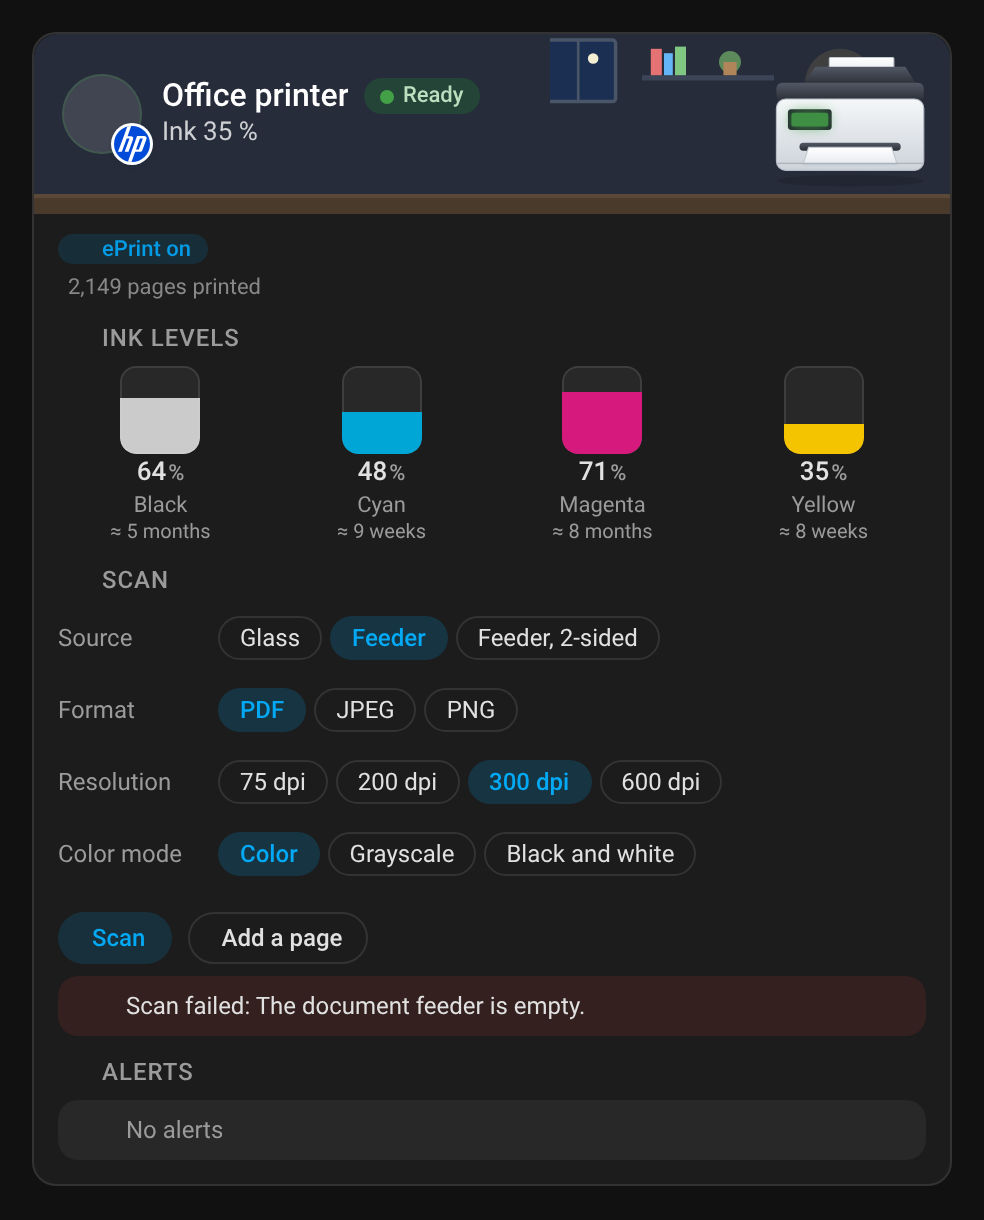 Office printer
Ready
Ink 35 %
hp
ePrint on
2,149 pages printed
INK LEVELS
64% 48% 71% 35%
Black Cyan Magenta Yellow
≈ 5 months ≈ 9 weeks ≈ 8 months ≈ 8 weeks
SCAN
Source Glass Feeder Feeder, 2-sided
Format PDF JPEG PNG
Resolution 75 dpi 200 dpi 300 dpi 600 dpi
Color mode Color Grayscale Black and white
Scan Add a page
Scan failed: The document feeder is empty.
ALERTS
No alerts